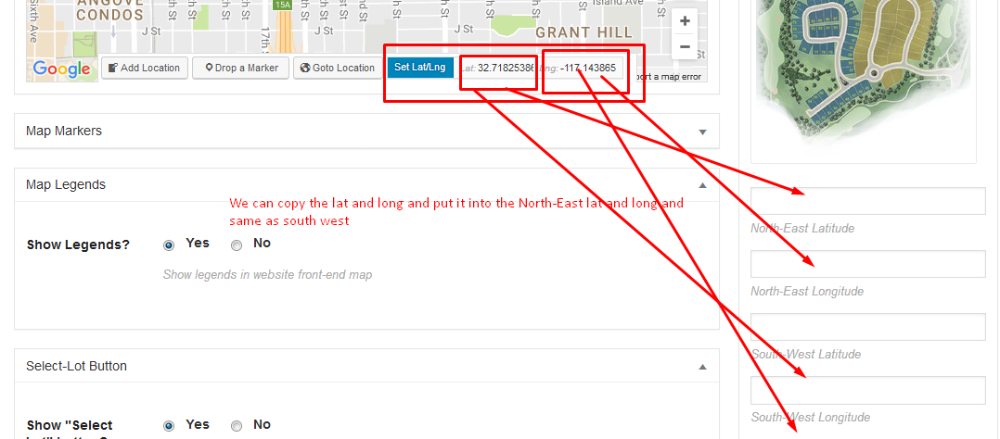 ANGOVE
CONDOS
Sixth Ave
J St
17th
15A
J St
J St
Island Ave
GRANT HILL
+
−
Google
Add Location
Drop a Marker
Goto Location
Set Lat/Lng
Lat: 32.71825386
Lng: -117.143865
ort a map error
Map Markers
Map Legends
We can copy the lat and long and put it into the North-East lat and long and
same as south west
Show Legends?
Yes
No
Show legends in website front-end map
Select-Lot Button
Show "Select
Yes
No
North-East Latitude
North-East Longitude
South-West Latitude
South-West Longitude